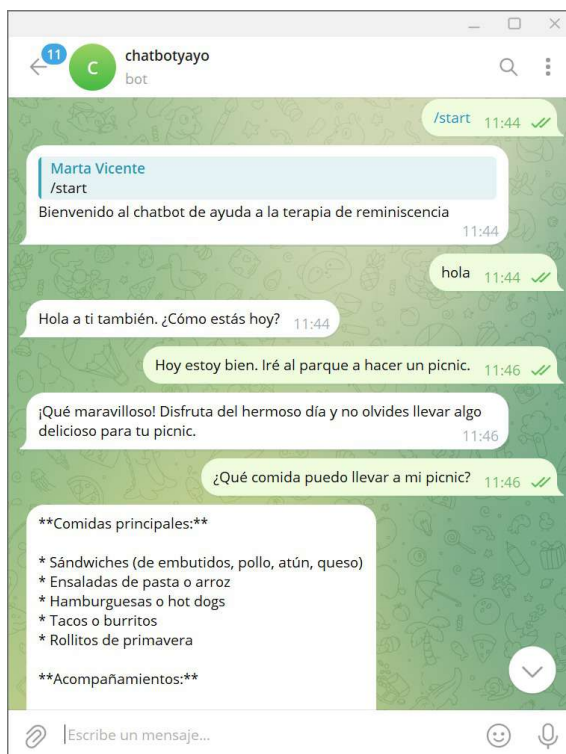 11
C
chatbotyayo
bot
/start 11:44
Marta Vicente
/start
Bienvenido al chatbot de ayuda a la terapia de reminiscencia
11:44
hola 11:44
Hola a ti también. ¿Cómo estás hoy? 11:44
Hoy estoy bien. Iré al parque a hacer un picnic. 11:46
¡Qué maravilloso! Disfruta del hermoso día y no olvides llevar algo
delicioso para tu picnic.
11:46
¿Qué comida puedo llevar a mi picnic? 11:46
**Comidas principales:**
* Sándwiches (de embutidos, pollo, atún, queso)
* Ensaladas de pasta o arroz
* Hamburguesas o hot dogs
* Tacos o burritos
* Rollitos de primavera
**Acompañamientos:**
Escribe un mensaje...